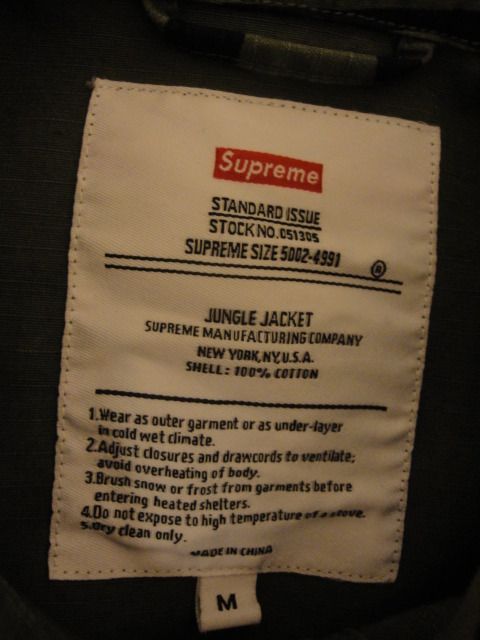 Supreme
STANDARD ISSUE
STOCK NO. 051305
SUPREME SIZE 5002-4991
R
JUNGLE JACKET
SUPREME MANUFACTURING COMPANY
NEW YORK, NY, U.S.A.
SHELL: 100% COTTON
1.Wear as outer garment or as under-layer
in cold wet climate.
2.Adjust closures and drawcords to ventilate;
avoid overheating of body.
3.Brush snow or frost from garments before
entering heated shelters.
4.Do not expose to high temperature of a stove.
5.Dry clean only.
MADE IN CHINA
M